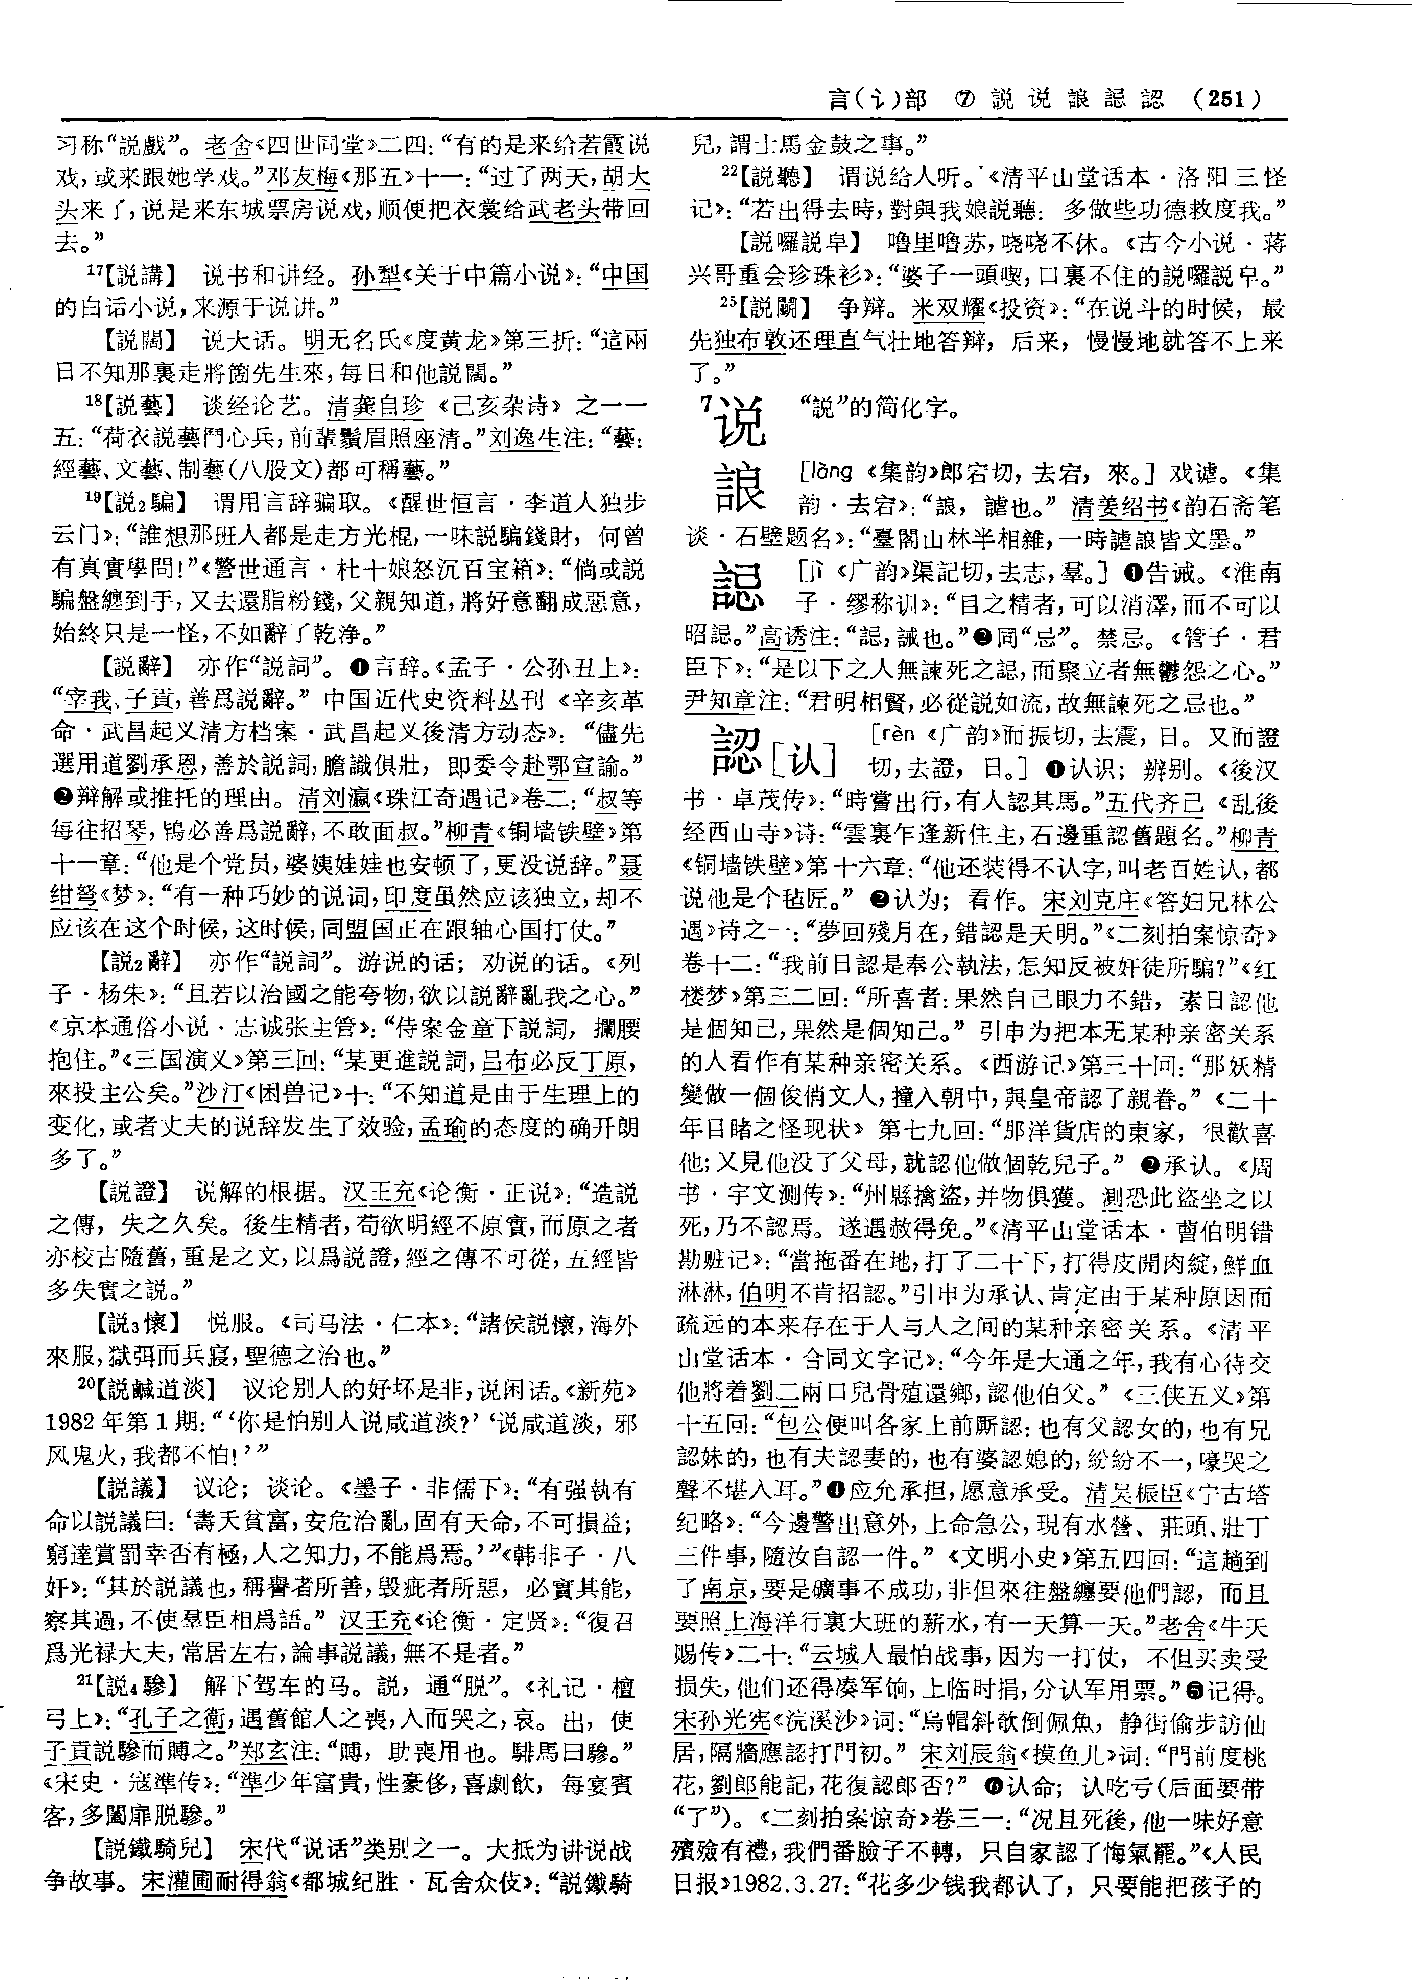 言(讠)部 ⑦ 説 说 誏 誋 認 (251)
习称“説戲”。老舍《四世同堂》二四:“有的是来给若霞说
戏,或来跟她学戏。”邓友梅《那五》十一:“过了两天,胡大
头来了,说是来东城票房说戏,顺便把衣裳给武老头带回
去。”
17【説講】 说书和讲经。孙犁《关于中篇小说》:“中国
的白话小说,来源于说讲。”
【説闊】 说大话。明无名氏《度黄龙》第三折:“這兩
日不知那裏走將箇先生來,每日和他説闊。”
18【説藝】 谈经论艺。清龚自珍《己亥杂诗》之一一
五:“荷衣説藝鬥心兵,前輩鬚眉照座清。”刘逸生注:“藝:
經藝、文藝、制藝(八股文)都可稱藝。”
19【説2騙】 谓用言辞骗取。《醒世恒言·李道人独步
云门》:“誰想那班人都是走方光棍,一味説騙錢財,何曾
有真實學問!”《警世通言·杜十娘怒沉百宝箱》:“倘或説
騙盤纏到手,又去還脂粉錢,父親知道,將好意翻成惡意,
始終只是一怪,不如辭了乾净。”
【説辭】 亦作“説詞”。❶言辞。《孟子·公孙丑上》:
“宰我、子貢,善爲説辭。”中国近代史资料丛刊《辛亥革
命·武昌起义清方档案·武昌起义後清方动态》:“儘先
選用道劉承恩,善於説詞,膽識俱壯,即委令赴鄂宣諭。”
❷辩解或推托的理由。清刘瀛《珠江奇遇记》卷二:“叔等
每往招琴,鴇必善爲説辭,不敢面叔。”柳青《铜墙铁壁》第
十一章:“他是个党员,婆姨娃娃也安顿了,更没说辞。”聂
绀弩《梦》:“有一种巧妙的说词,印度虽然应该独立,却不
应该在这个时候,这时候,同盟国正在跟轴心国打仗。”
【説2辭】 亦作“説詞”。游说的话;劝说的话。《列
子·杨朱》:“且若以治國之能夸物,欲以説辭亂我之心。”
《京本通俗小说·志诚张主管》:“侍案金童下説詞,攔腰
抱住。”《三国演义》第三回:“某更進説詞,吕布必反丁原,
來投主公矣。”沙汀《困兽记》十:“不知道是由于生理上的
变化,或者丈夫的说辞发生了效验,孟瑜的态度的确开朗
多了。”
【説證】 说解的根据。汉王充《论衡·正说》:“造説
之傳,失之久矣。後生精者,苟欲明經不原實,而原之者
亦校古隨舊,重是之文,以爲説證,經之傳不可從,五經皆
多失實之説。”
【説3懷】 悦服。《司马法·仁本》:“諸侯説懷,海外
來服,獄弭而兵寢,聖德之治也。”
20【説鹹道淡】 议论别人的好坏是非,说闲话。《新苑》
1982年第1期:“‘你是怕别人说咸道淡?’‘说咸道淡,邪
风鬼火,我都不怕!’”
【説議】 议论;谈论。《墨子·非儒下》:“有强執有
命以説議曰:‘壽夭貧富,安危治亂,固有天命,不可損益;
窮達賞罰幸否有極,人之知力,不能爲焉。’”《韩非子·八
奸》:“其於説議也,稱譽者所善,毁疵者所惡,必實其能,
察其過,不使羣臣相爲語。”汉王充《论衡·定贤》:“復召
爲光禄大夫,常居左右,論事説議,無不是者。”
21【説4驂】 解下驾车的马。説,通“脱”。《礼记·檀
弓上》:“孔子之衛,遇舊館人之喪,入而哭之,哀。出,使
子貢説驂而賻之。”郑玄注:“賻,助喪用也。騑馬曰驂。”
《宋史·寇準传》:“準少年富貴,性豪侈,喜劇飲,每宴賓
客,多闔扉脱驂。”
【説鐵騎兒】 宋代“说话”类别之一。大抵为讲说战
争故事。宋灌圃耐得翁《都城纪胜·瓦舍众伎》:“説鐵騎
兒,謂士馬金鼓之事。”
22【説聽】 谓说给人听。《清平山堂话本·洛阳三怪
记》:“若出得去時,對與我娘説聽:多做些功德救度我。”
【説囉説皁】 噜里噜苏,哓哓不休。《古今小说·蒋
兴哥重会珍珠衫》:“婆子一頭喫,口裏不住的説囉説皁。”
25【説鬭】 争辩。米双耀《投资》:“在说斗的时候,最
先独布敦还理直气壮地答辩,后来,慢慢地就答不上来
了。”
7说 “説”的简化字。
誏 [làng《集韵》郎宕切,去宕,來。]戏谑。《集
韵·去宕》:“誏,謔也。”清姜绍书《韵石斋笔
谈·石壁题名》:“臺閣山林半相雜,一時謔誏皆文墨。”
誋 [jì《广韵》渠記切,去志,羣。]❶告诫。《淮南
子·缪称训》:“目之精者,可以消澤,而不可以
昭誋。”高诱注:“誋,誡也。”❷同“忌”。禁忌。《管子·君
臣下》:“是以下之人無諫死之誋,而聚立者無鬱怨之心。”
尹知章注:“君明相賢,必從説如流,故無諫死之忌也。”
認[认] [rèn《广韵》而振切,去震,日。又而證
切,去證,日。]❶认识;辨别。《後汉
书·卓茂传》:“時嘗出行,有人認其馬。”五代齐己《乱後
经西山寺》诗:“雲裏乍逢新住主,石邊重認舊題名。”柳青
《铜墙铁壁》第十六章:“他还装得不认字,叫老百姓认,都
说他是个毡匠。”❷认为;看作。宋刘克庄《答妇兄林公
遇》诗之一:“夢回殘月在,錯認是天明。”《二刻拍案惊奇》
卷十二:“我前日認是奉公執法,怎知反被奸徒所騙?”《红
楼梦》第三二回:“所喜者:果然自己眼力不錯,素日認他
是個知己,果然是個知己。”引申为把本无某种亲密关系
的人看作有某种亲密关系。《西游记》第三十回:“那妖精
變做一個俊俏文人,撞入朝中,與皇帝認了親眷。”《二十
年目睹之怪现状》第七九回:“那洋貨店的東家,很歡喜
他;又見他没了父母,就認他做個乾兒子。”❷承认。《周
书·宇文测传》:“州縣擒盜,并物俱獲。測恐此盜坐之以
死,乃不認焉。遂遇赦得免。”《清平山堂话本·曹伯明错
勘赃记》:“當拖番在地,打了二十下,打得皮開肉綻,鮮血
淋淋,伯明不肯招認。”引申为承认、肯定由于某种原因而
疏远的本来存在于人与人之间的某种亲密关系。《清平
山堂话本·合同文字记》:“今年是大通之年,我有心待交
他將着劉二兩口兒骨殖還鄉,認他伯父。”《三侠五义》第
十五回:“包公便叫各家上前厮認:也有父認女的,也有兄
認妹的,也有夫認妻的,也有婆認媳的,紛紛不一,嚎哭之
聲不堪入耳。”❹应允承担,愿意承受。清吴振臣《宁古塔
纪略》:“今邊警出意外,上命急公,現有水營、莊頭、壯丁
三件事,隨汝自認一件。”《文明小史》第五四回:“這趟到
了南京,要是礦事不成功,非但來往盤纏要他們認,而且
要照上海洋行裏大班的薪水,有一天算一天。”老舍《牛天
赐传》二十:“云城人最怕战事,因为一打仗,不但买卖受
损失,他们还得凑军饷,上临时捐,分认军用票。”❺记得。
宋孙光宪《浣溪沙》词:“烏帽斜欹倒佩魚,静街偷步訪仙
居,隔牆應認打門初。”宋刘辰翁《摸鱼儿》词:“門前度桃
花,劉郎能記,花復認郎否?”❻认命;认吃亏(后面要带
“了”)。《二刻拍案惊奇》卷三一:“况且死後,他一味好意
殯殮有禮,我們番臉子不轉,只自家認了悔氣罷。”《人民
日报》1982.3.27:“花多少钱我都认了,只要能把孩子的